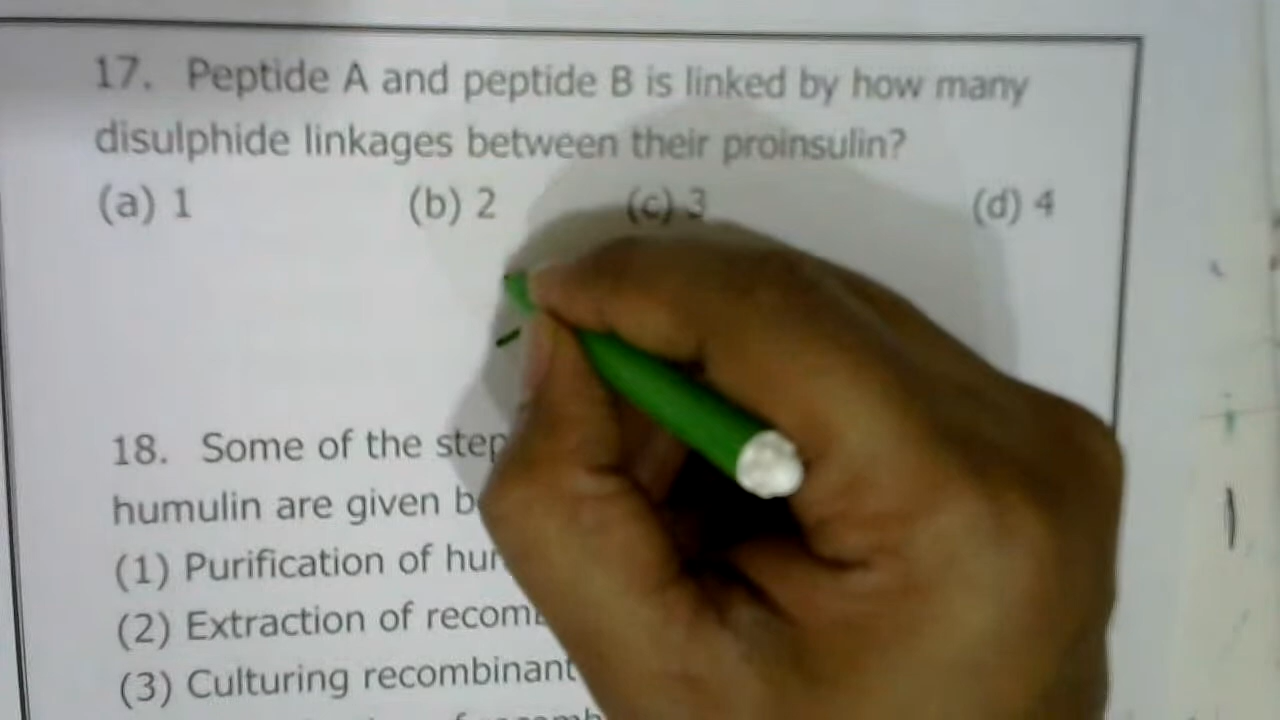 17. Peptide A and peptide B is linked by how many
disulphide linkages between their proinsulin?
(a) 1 (b) 2 (c) 3 (d) 4
18. Some of the step
humulin are given b
(1) Purification of hum
(2) Extraction of recom
(3) Culturing recombinant